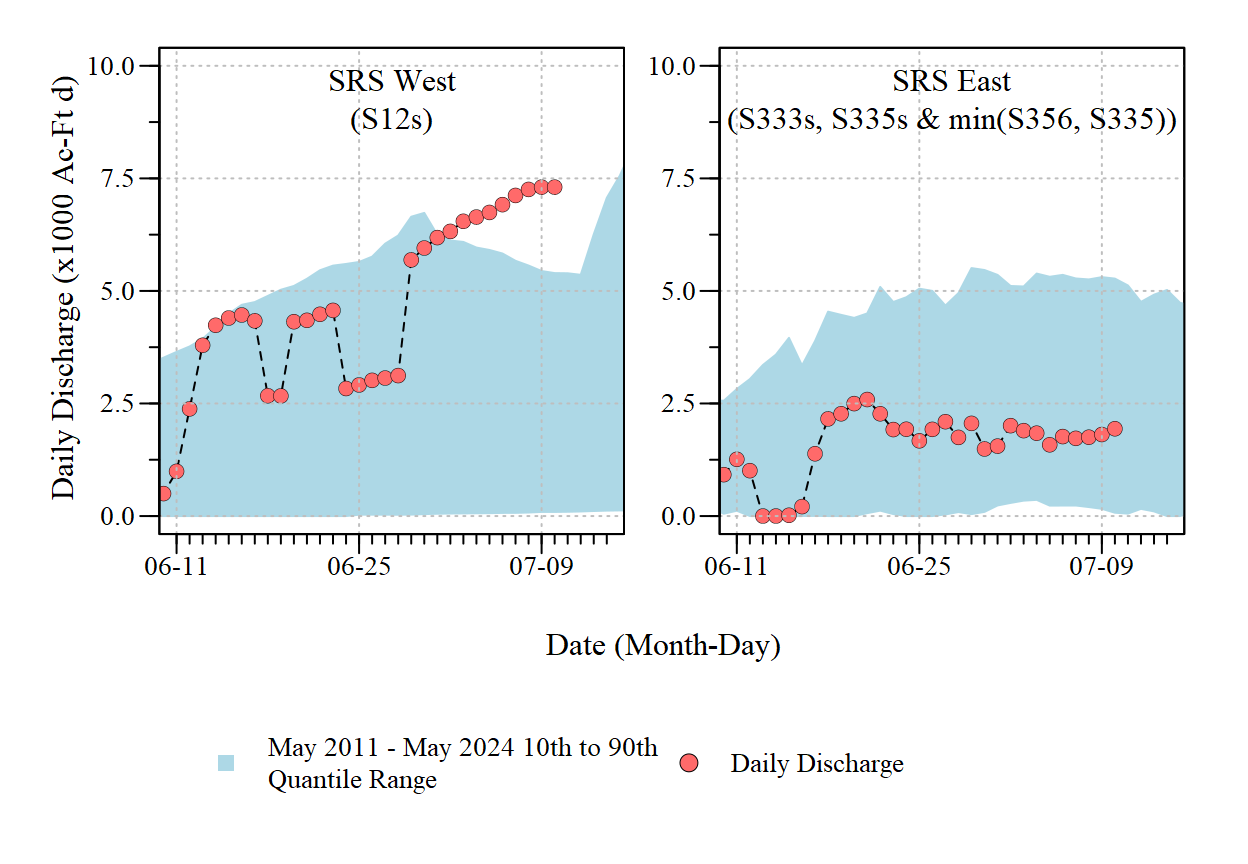 SRS West
(S12s)
10.0
7.5
5.0
2.5
0.0
06-11
06-25
07-09
Daily Discharge (x1000 Ac-Ft d)
SRS East
(S333s, S335s & min(S356, S335))
10.0
7.5
5.0
2.5
0.0
06-11
06-25
07-09
Date (Month-Day)
May 2011 - May 2024 10th to 90th
Quantile Range
Daily Discharge